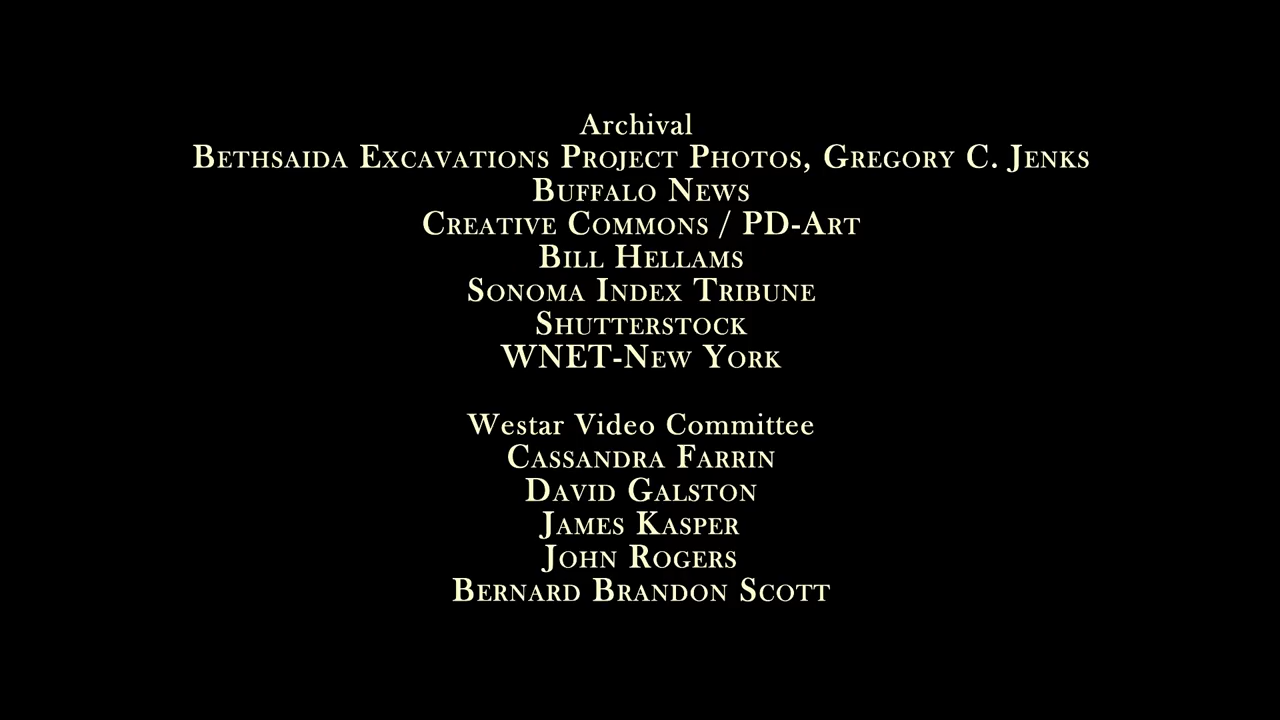 Archival
Bethsaida Excavations Project Photos, Gregory C. Jenks
Buffalo News
Creative Commons / PD-Art
Bill Hellams
Sonoma Index Tribune
Shutterstock
WNET-New York
Westar Video Committee
Cassandra Farrin
David Galston
James Kasper
John Rogers
Bernard Brandon Scott